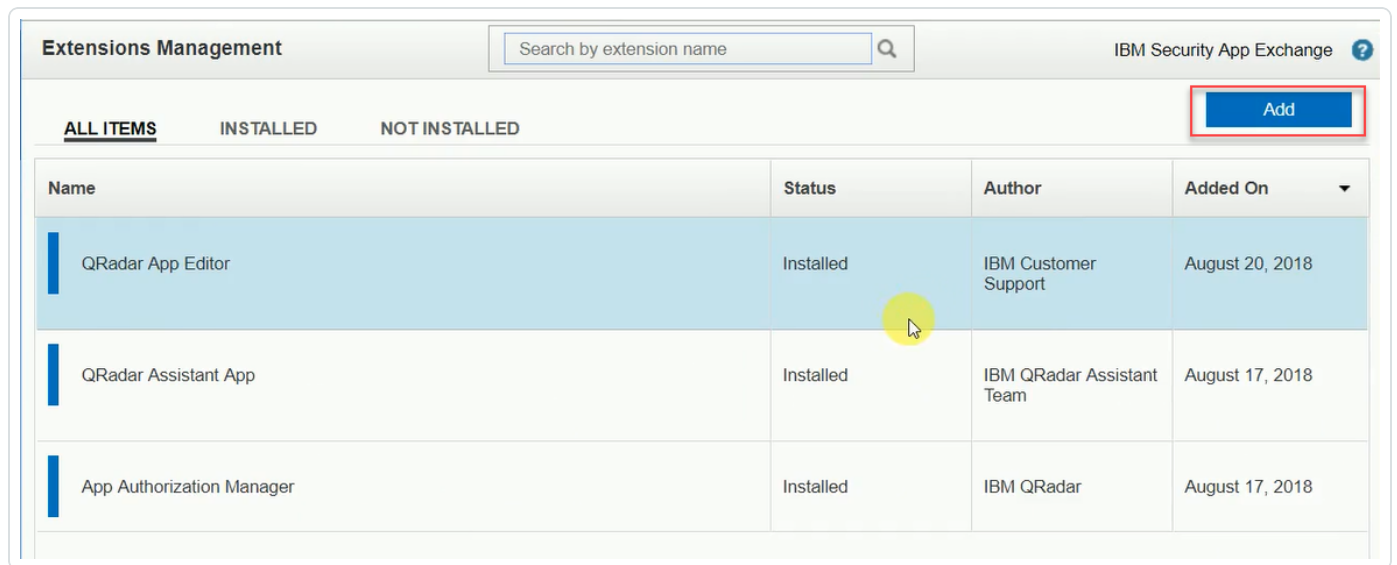 Extensions Management
Search by extension name
IBM Security App Exchange
?
Add
ALL ITEMS
INSTALLED
NOT INSTALLED
Name
Status
Author
Added On
QRadar App Editor
Installed
IBM Customer
Support
August 20, 2018
QRadar Assistant App
Installed
IBM QRadar Assistant
Team
August 17, 2018
App Authorization Manager
Installed
IBM QRadar
August 17, 2018